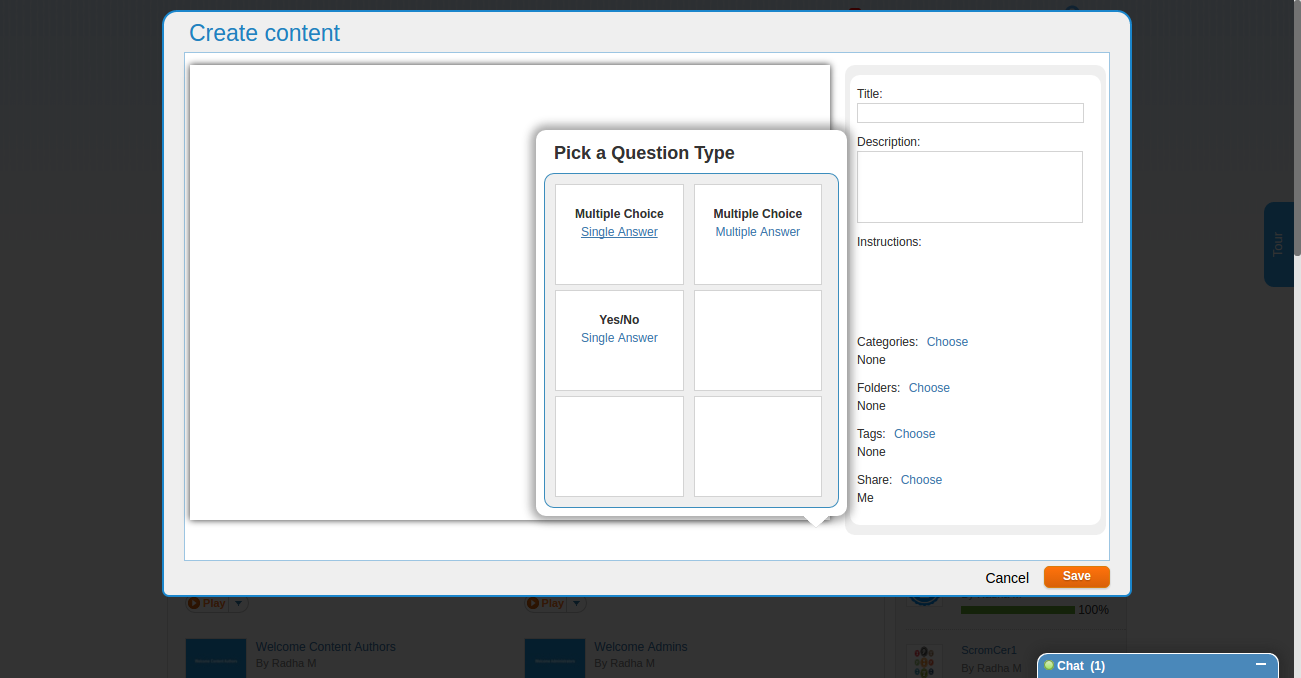 Create content
Pick a Question Type
Multiple Choice
Single Answer
Multiple Choice
Multiple Answer
Yes/No
Single Answer
Title:
Description:
Instructions:
Categories: Choose
None
Folders: Choose
None
Tags: Choose
None
Share: Choose
Me
Cancel
Save
Tour
Play
Play
100%
Welcome Content Authors
By Radha M
Welcome Admins
By Radha M
ScromCer1
By Radha M
Chat (1)